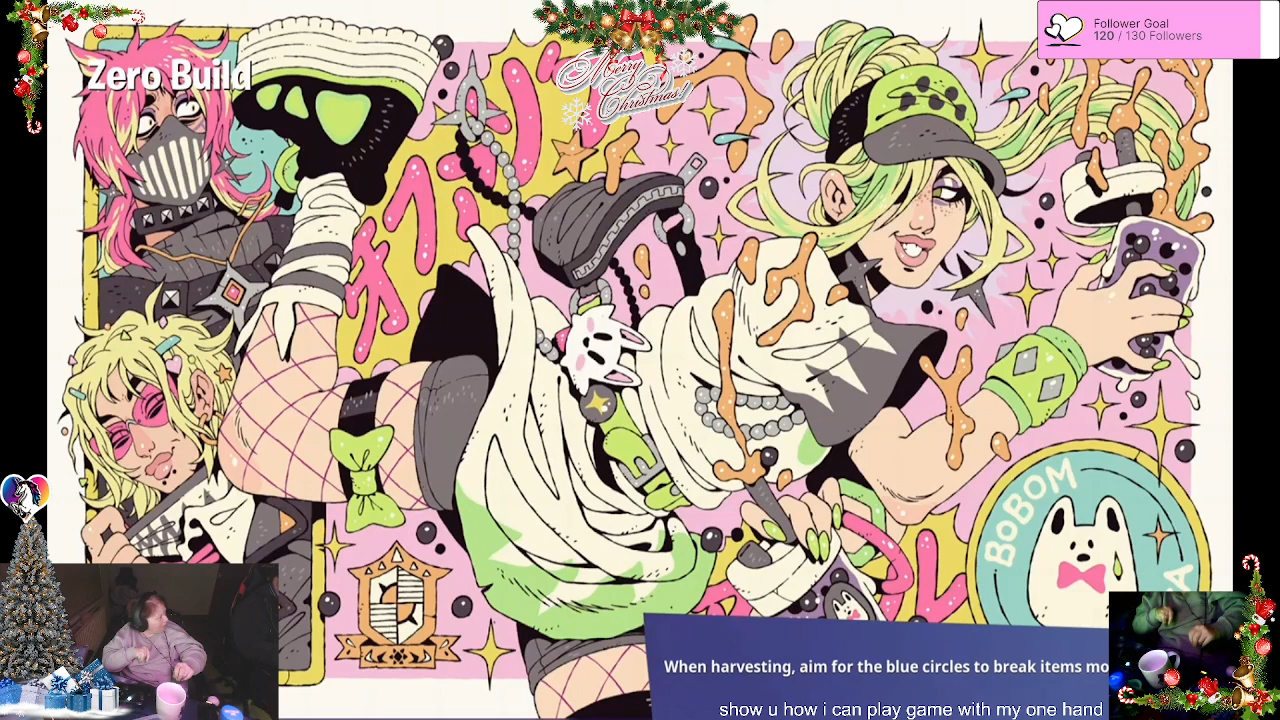 Zero Build
Merry
Christmas!
Follower Goal
120 / 130 Followers
BOBOM
A
When harvesting, aim for the blue circles to break items mo
show u how i can play game with my one hand